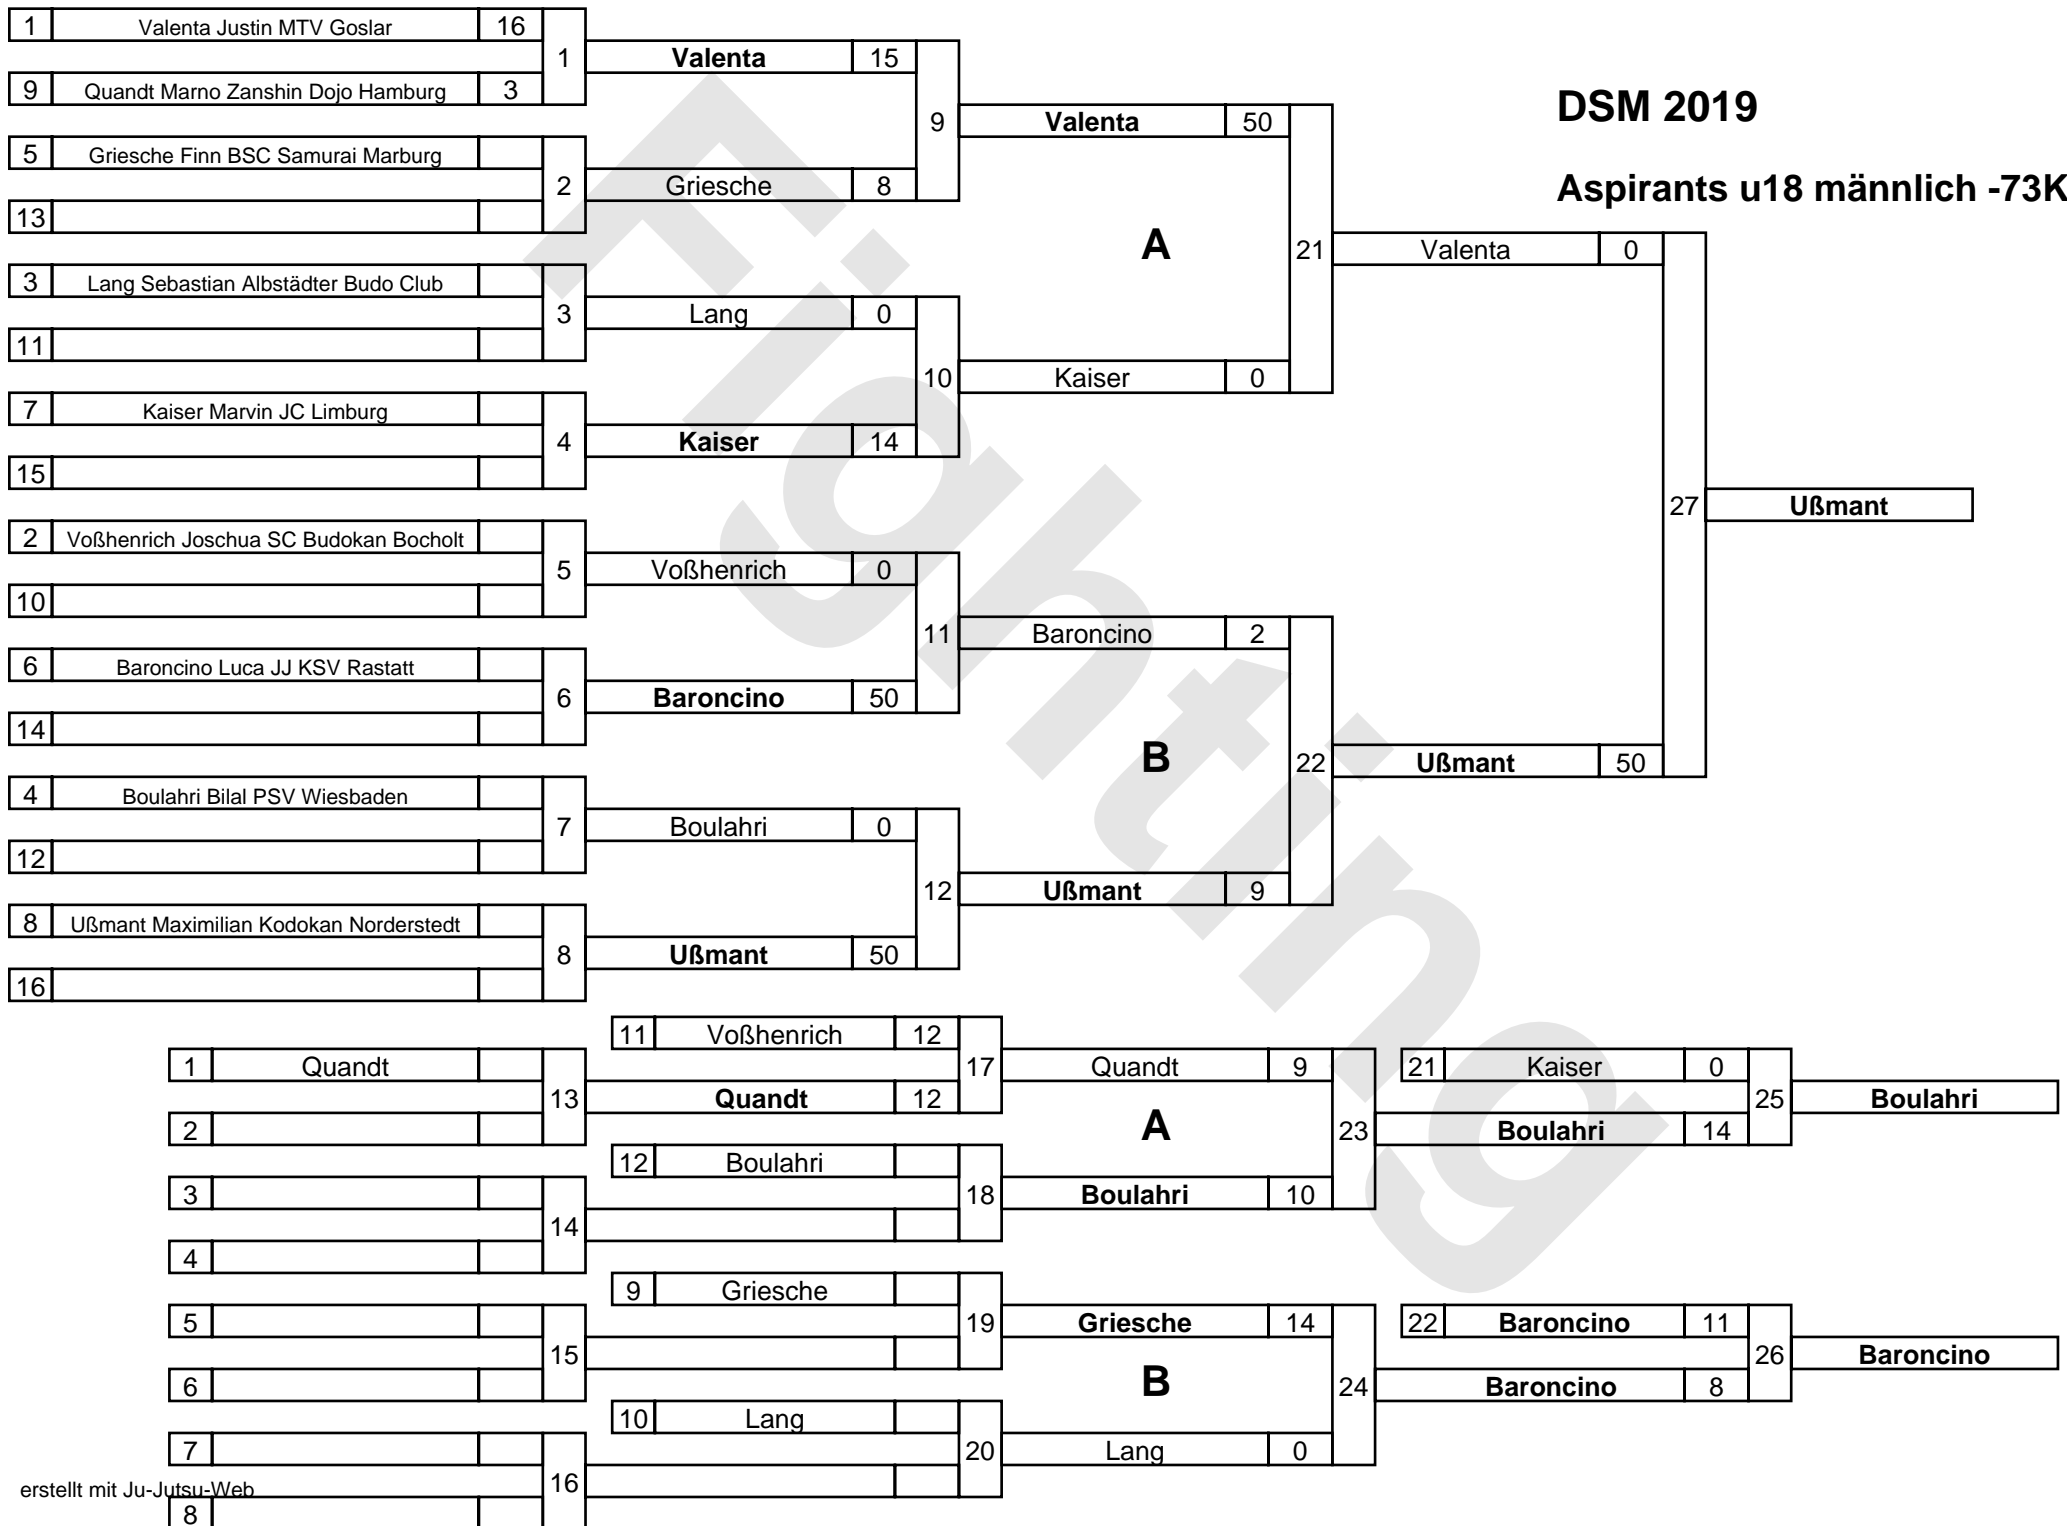 DSM 2019
Aspirants u18 männlich -73K
1 Valenta Justin MTV Goslar 16
1
9 Quandt Marno Zanshin Dojo Hamburg 3
5 Griesche Finn BSC Samurai Marburg
2
13
3 Lang Sebastian Albstädter Budo Club
3
11
7 Kaiser Marvin JC Limburg
4
15
2 Voßhenrich Joschua SC Budokan Bocholt
5
10
6 Baroncino Luca JJ KSV Rastatt
6
14
4 Boulahri Bilal PSV Wiesbaden
7
12
8 Ußmant Maximilian Kodokan Norderstedt
8
16
Valenta 15
9
Griesche 8
Lang 0
10
Kaiser 14
Voßhenrich 0
11
Baroncino 50
Boulahri 0
12
Ußmant 50
Valenta 50
A
21
Kaiser 0
Baroncino 2
B
22
Ußmant 9
Valenta 0
27
Ußmant 50
Ußmant
1 Quandt
13
2
3
14
4
5
15
6
7
16
8
11 Voßhenrich 12
17
Quandt 12
12 Boulahri
18
9 Griesche
19
10 Lang
20
Quandt 9
A
23
Boulahri 10
Griesche 14
B
24
Lang 0
21 Kaiser 0
25
Boulahri 14
Boulahri
22 Baroncino 11
26
Baroncino 8
Baroncino
erstellt mit Ju-Jutsu-Web
Fighting